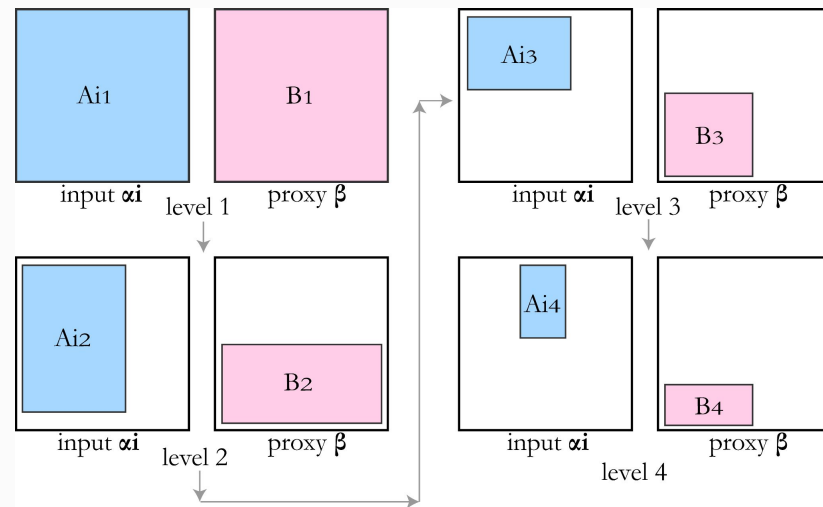 Ai1
B1
input αi
proxy β
level 1
Ai2
B2
input αi
proxy β
level 2
Ai3
B3
input αi
proxy β
level 3
Ai4
B4
input αi
proxy β
level 4